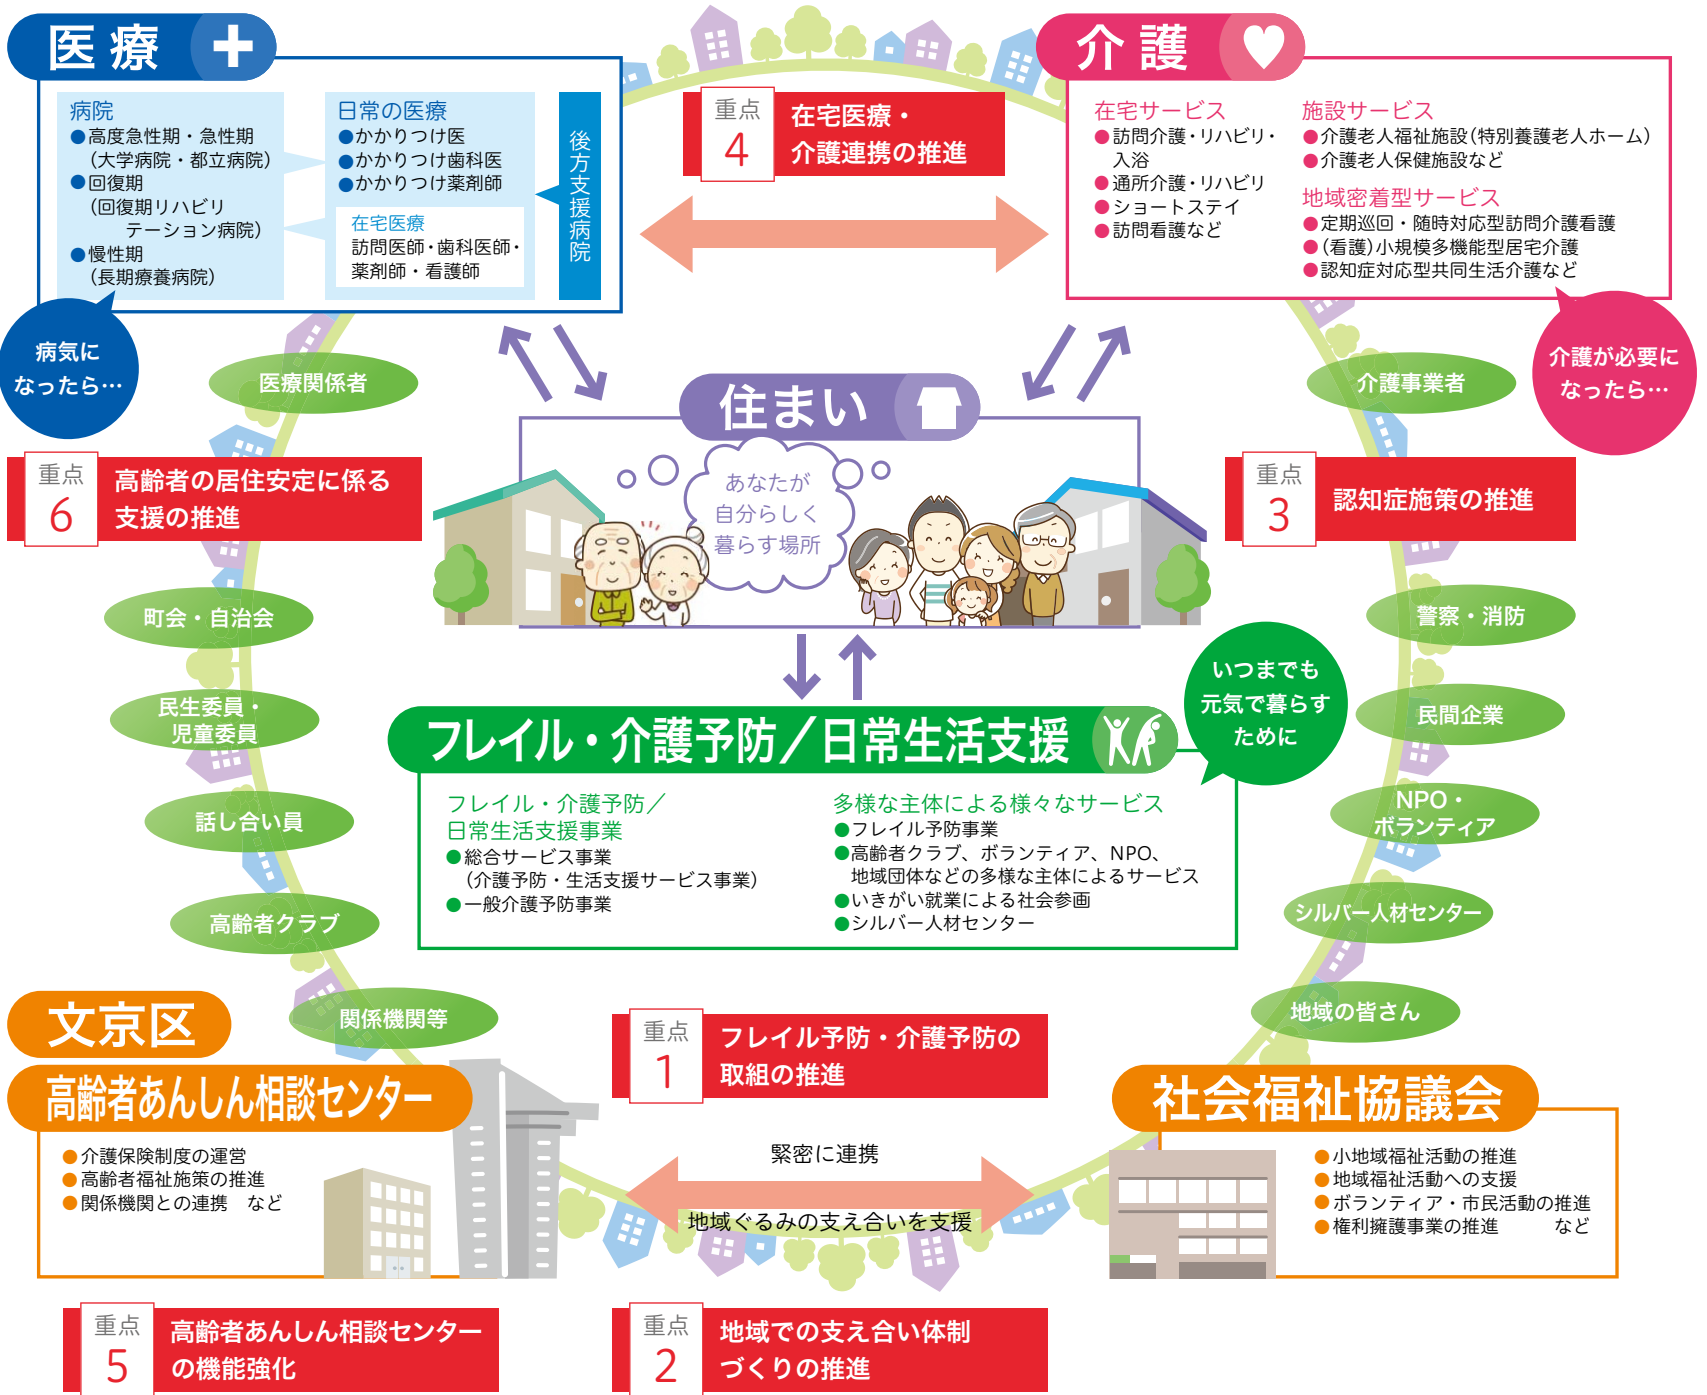 医療
病院
●高度急性期・急性期
(大学病院・都立病院)
●回復期
(回復期リハビリ
テーション病院)
●慢性期
(長期療養病院)
日常の医療
●かかりつけ医
●かかりつけ歯科医
●かかりつけ薬剤師
在宅医療
訪問医師・歯科医師・
薬剤師・看護師
後方支援病院
病気に
なったら…
重点
4
在宅医療・
介護連携の推進
介護
在宅サービス
●訪問介護・リハビリ・
入浴
●通所介護・リハビリ
●ショートステイ
●訪問看護など
施設サービス
●介護老人福祉施設(特別養護老人ホーム)
●介護老人保健施設など
地域密着型サービス
●定期巡回・随時対応型訪問介護看護
●(看護)小規模多機能型居宅介護
●認知症対応型共同生活介護など
介護が必要に
なったら…
医療関係者
介護事業者
住まい
あなたが
自分らしく
暮らす場所
重点
6
高齢者の居住安定に係る
支援の推進
重点
3
認知症施策の推進
町会・自治会
民生委員・
児童委員
話し合い員
高齢者クラブ
関係機関等
警察・消防
民間企業
NPO・
ボランティア
シルバー人材センター
地域の皆さん
いつまでも
元気で暮らす
ために
フレイル・介護予防／日常生活支援
フレイル・介護予防／
日常生活支援事業
●総合サービス事業
(介護予防・生活支援サービス事業)
●一般介護予防事業
多様な主体による様々なサービス
●フレイル予防事業
●高齢者クラブ、ボランティア、NPO、
地域団体などの多様な主体によるサービス
●いきがい就業による社会参画
●シルバー人材センター
文京区
高齢者あんしん相談センター
●介護保険制度の運営
●高齢者福祉施策の推進
●関係機関との連携　など
重点
1
フレイル予防・介護予防の
取組の推進
緊密に連携
地域ぐるみの支え合いを支援
社会福祉協議会
●小地域福祉活動の推進
●地域福祉活動への支援
●ボランティア・市民活動の推進
●権利擁護事業の推進　　　など
重点
5
高齢者あんしん相談センター
の機能強化
重点
2
地域での支え合い体制
づくりの推進